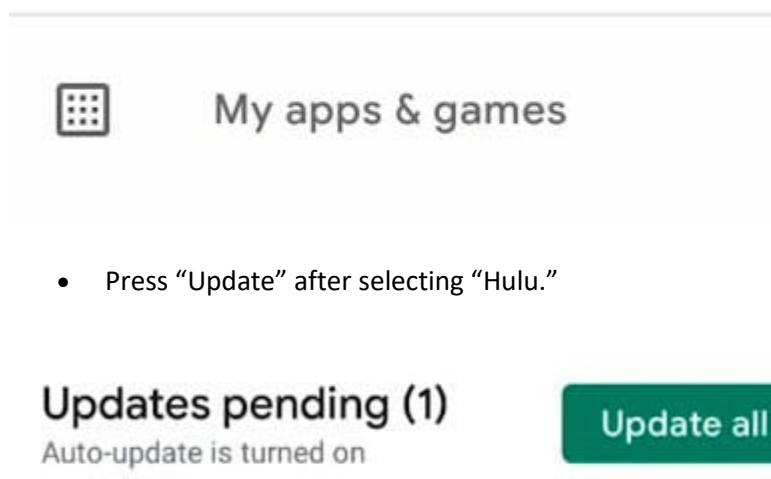 My apps & games
• Press “Update” after selecting “Hulu.”
Updates pending (1)
Update all
Auto-update is turned on